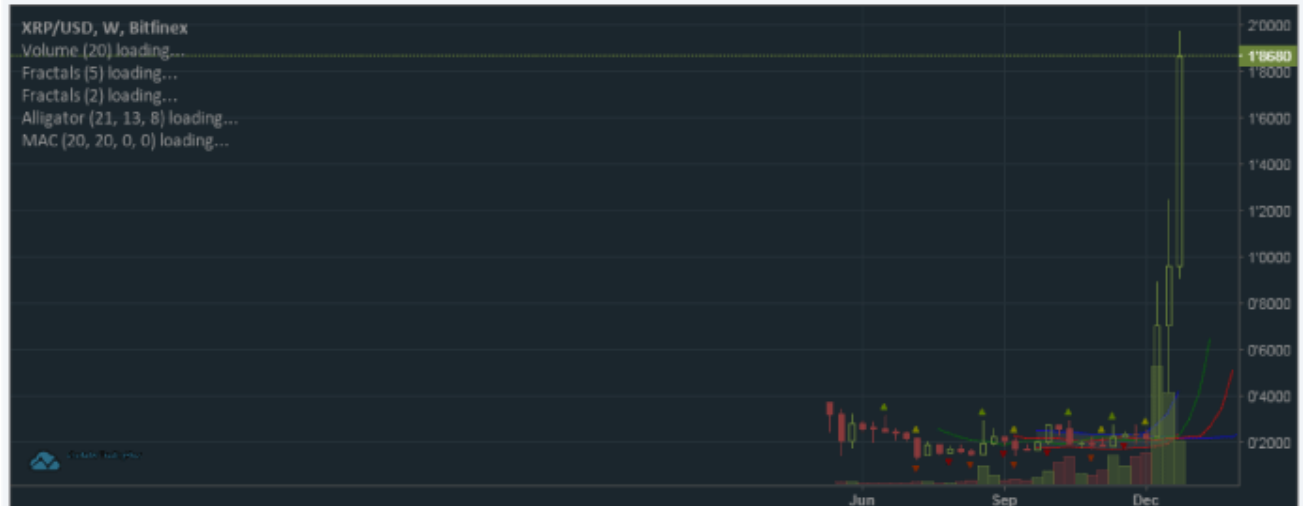 XRP/USD, W, Bitfinex
Volume (20) loading...
Fractals (5) loading...
Fractals (2) loading...
Alligator (21, 13, 8) loading...
MAC (20, 20, 0, 0) loading...
2'0000
1'8680
1'8000
1'6000
1'4000
1'2000
1'0000
0'8000
0'6000
0'4000
0'2000
Jun Sep Dec